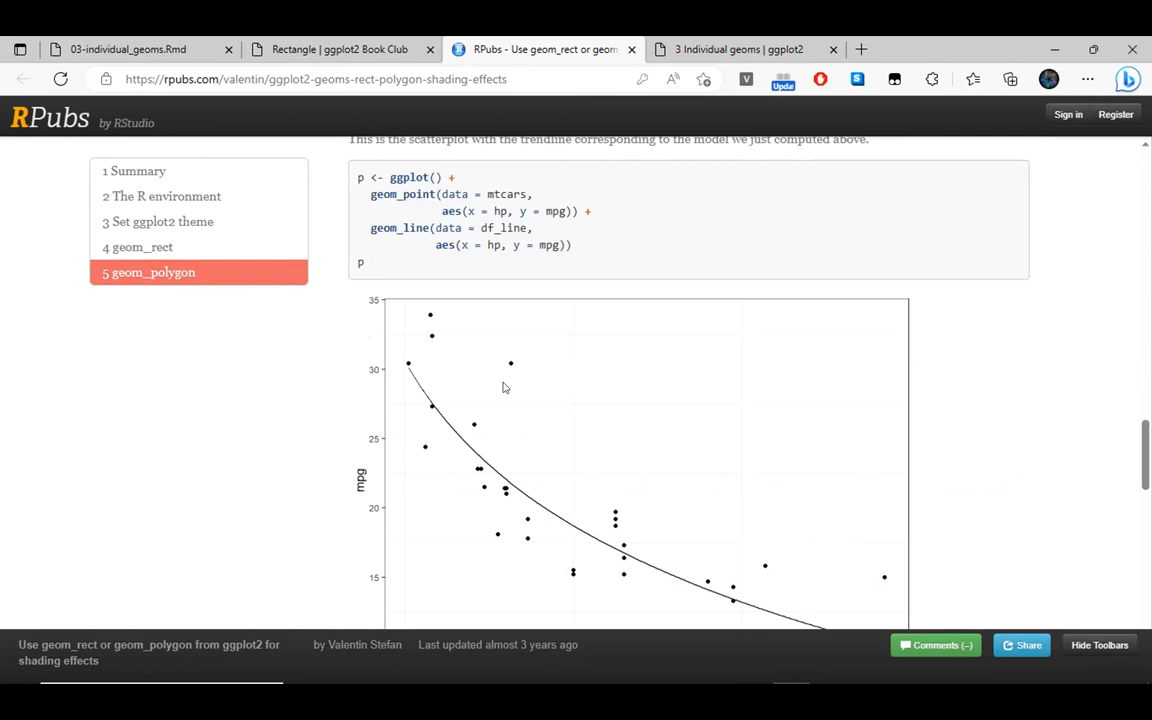 03-individual_geoms.Rmd
Rectangle | ggplot2 Book Club
RPubs - Use geom_rect or geom_
3 Individual geoms | ggplot2
https://rpubs.com/valentin/ggplot2-geoms-rect-polygon-shading-effects
V
Updat
S
RPubs by RStudio
Sign in
Register
This is the scatterplot with the trendline corresponding to the model we just computed above.
1 Summary
2 The R environment
3 Set ggplot2 theme
4 geom_rect
5 geom_polygon
p <- ggplot() +
geom_point(data = mtcars,
aes(x = hp, y = mpg)) +
geom_line(data = df_line,
aes(x = hp, y = mpg))
p
35
30
25
20
15
mpg
Use geom_rect or geom_polygon from ggplot2 for
shading effects
by Valentin Stefan
Last updated almost 3 years ago
Comments (–)
Share
Hide Toolbars